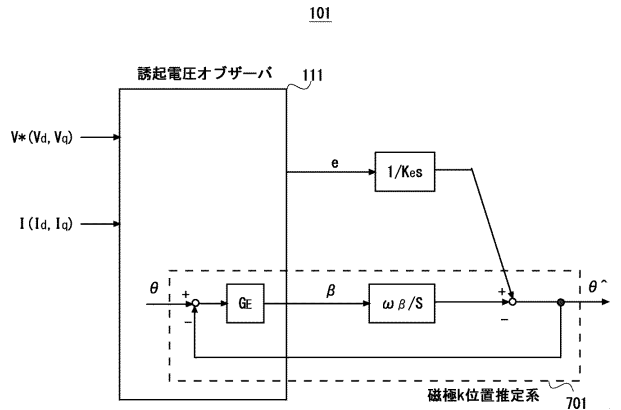 101
誘起電圧オブザーバ
111
V*(Vd,Vq)
e
1/Kes
I(Id,Iq)
θ
+
−
GE
β
ωβ/S
+
−
θ^
磁極k位置推定系
701